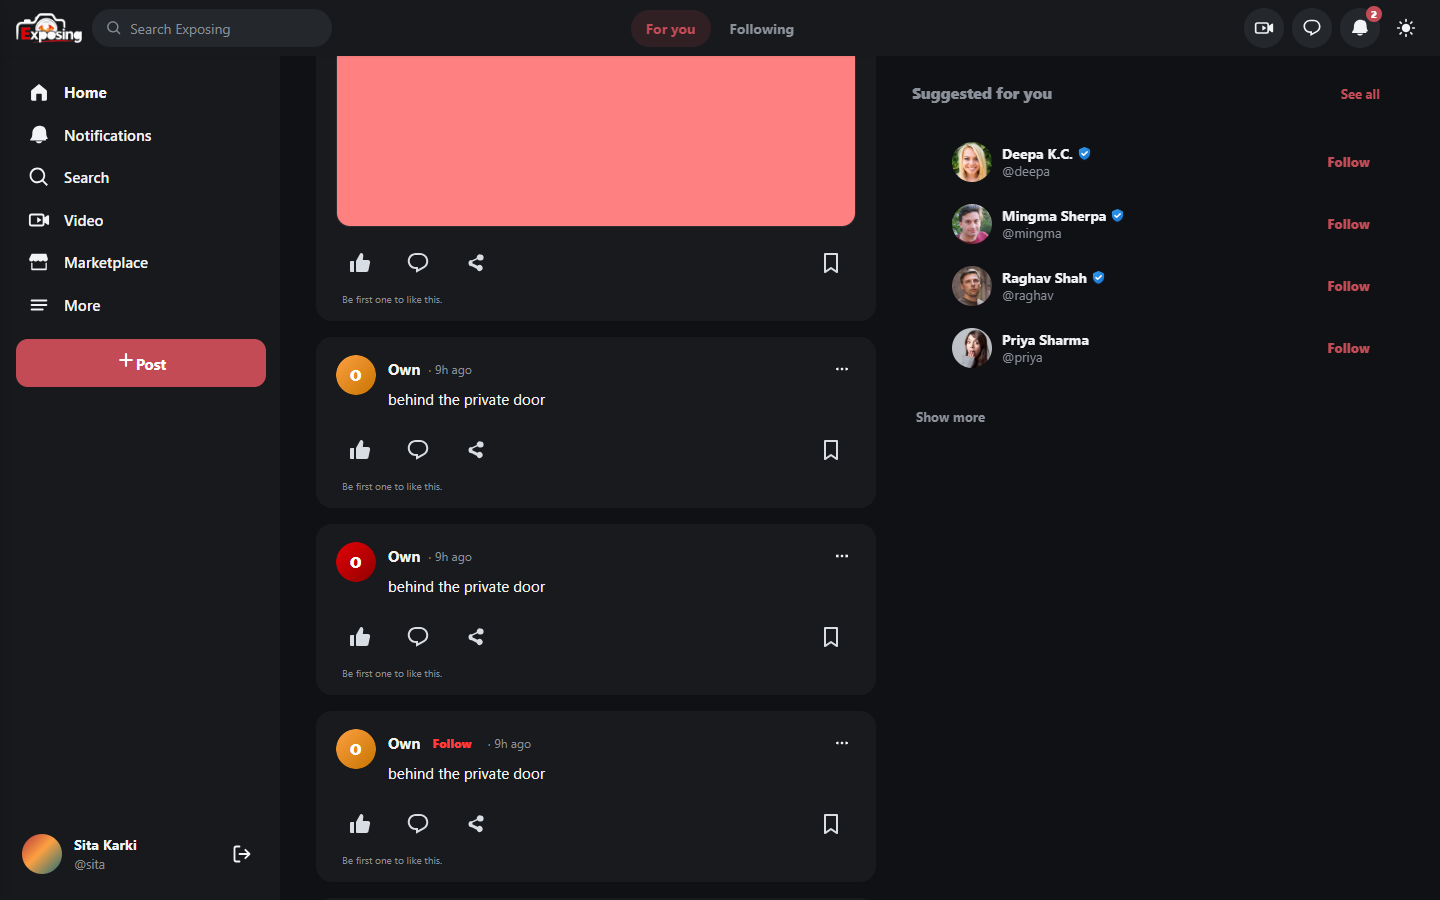 Exposing
Search Exposing
For you
Following
2
Home
Notifications
Search
Video
Marketplace
More
+ Post
Sita Karki
@sita
Be first one to like this.
O
Own · 9h ago
behind the private door
Be first one to like this.
O
Own · 9h ago
behind the private door
Be first one to like this.
O
Own Follow · 9h ago
behind the private door
Be first one to like this.
Suggested for you
See all
Deepa K.C.
@deepa
Follow
Mingma Sherpa
@mingma
Follow
Raghav Shah
@raghav
Follow
Priya Sharma
@priya
Follow
Show more